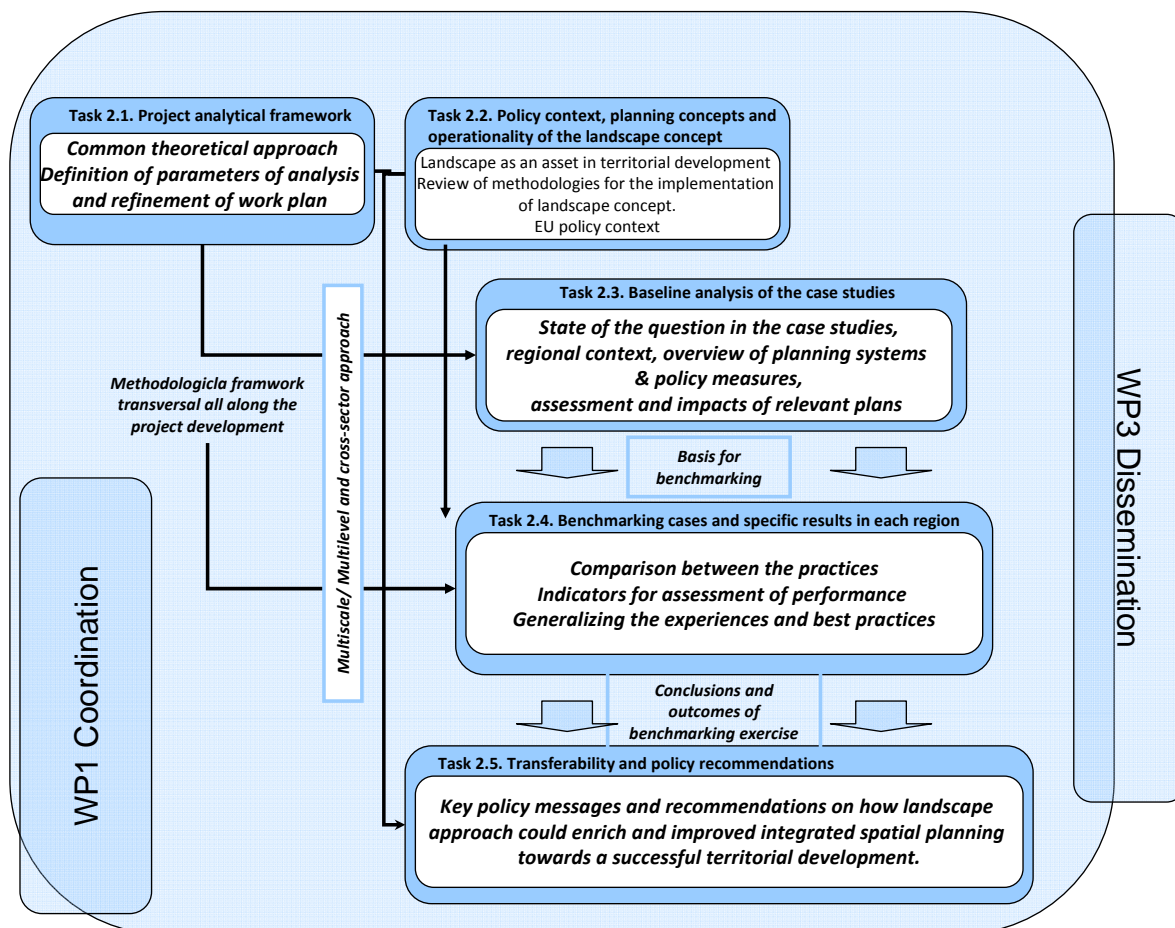 Task 2.1. Project analytical framework
Common theoretical approach
Definition of parameters of analysis
and refinement of work plan
Task 2.2. Policy context, planning concepts and
operationality of the landscape concept
Landscape as an asset in territorial development
Review of methodologies for the implementation
of landscape concept.
EU policy context
Task 2.3. Baseline analysis of the case studies
State of the question in the case studies,
regional context, overview of planning systems
& policy measures,
assessment and impacts of relevant plans
Methodologicla framwork
transversal all along the
project development
Multiscale/ Multilevel and cross-sector approach
Basis for
benchmarking
Task 2.4. Benchmarking cases and specific results in each region
Comparison between the practices
Indicators for assessment of performance
Generalizing the experiences and best practices
Conclusions and
outcomes of
benchmarking exercise
Task 2.5. Transferability and policy recommendations
Key policy messages and recommendations on how landscape
approach could enrich and improved integrated spatial planning
towards a successful territorial development.
WP1 Coordination
WP3 Dissemination